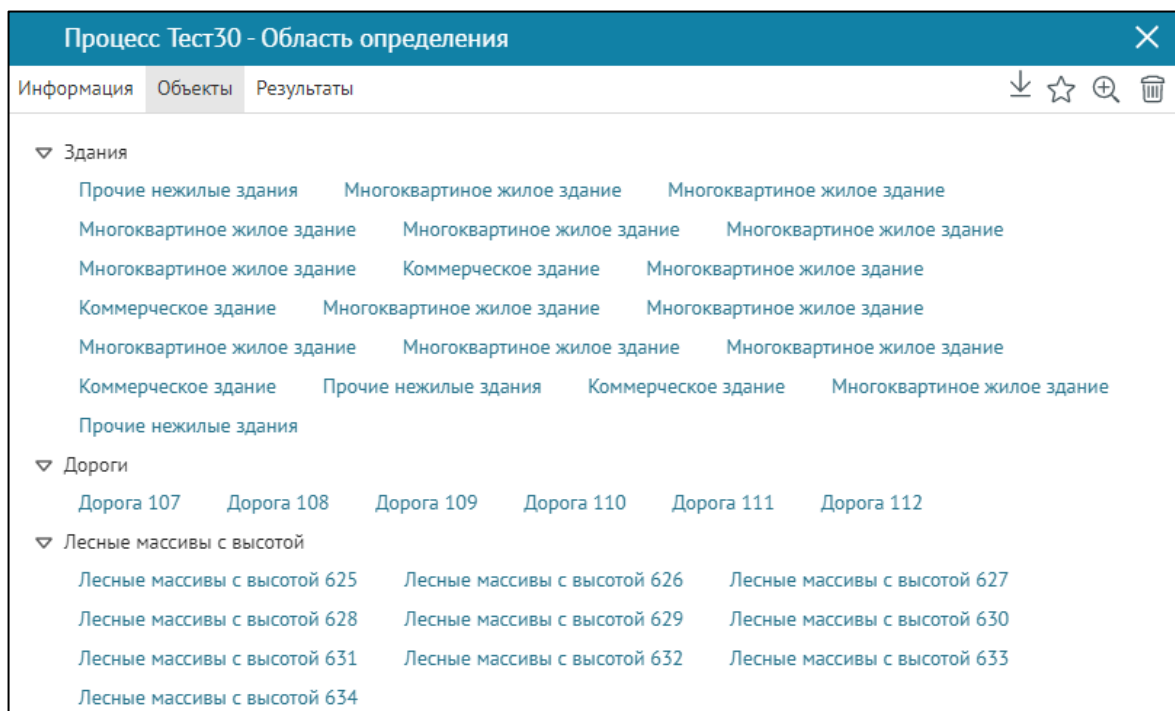 Процесс Тест30 - Область определения
Информация Объекты Результаты
Здания
Прочие нежилые здания Многоквартиное жилое здание Многоквартиное жилое здание
Многоквартиное жилое здание Многоквартиное жилое здание Многоквартиное жилое здание
Многоквартиное жилое здание Коммерческое здание Многоквартиное жилое здание
Коммерческое здание Многоквартиное жилое здание Многоквартиное жилое здание
Многоквартиное жилое здание Многоквартиное жилое здание Многоквартиное жилое здание
Коммерческое здание Прочие нежилые здания Коммерческое здание Многоквартиное жилое здание
Прочие нежилые здания
Дороги
Дорога 107 Дорога 108 Дорога 109 Дорога 110 Дорога 111 Дорога 112
Лесные массивы с высотой
Лесные массивы с высотой 625 Лесные массивы с высотой 626 Лесные массивы с высотой 627
Лесные массивы с высотой 628 Лесные массивы с высотой 629 Лесные массивы с высотой 630
Лесные массивы с высотой 631 Лесные массивы с высотой 632 Лесные массивы с высотой 633
Лесные массивы с высотой 634